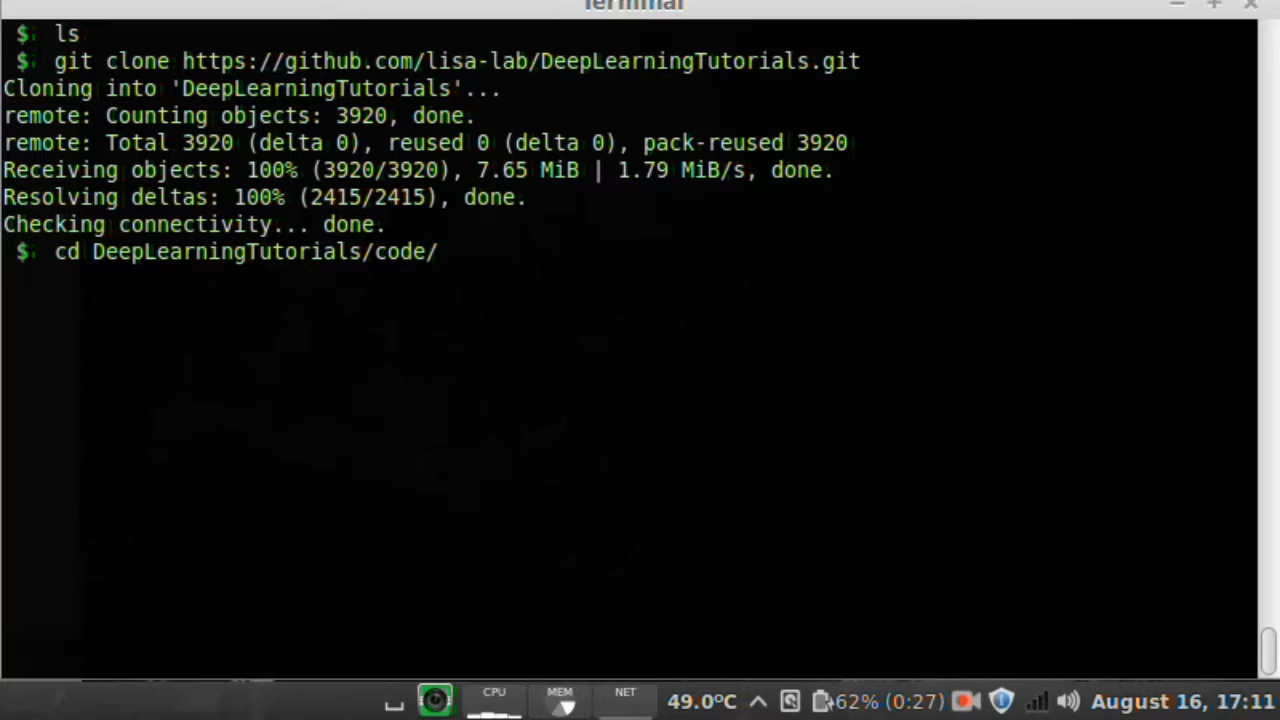 Terminal
$ ls
$ git clone https://github.com/lisa-lab/DeepLearningTutorials.git
Cloning into 'DeepLearningTutorials'...
remote: Counting objects: 3920, done.
remote: Total 3920 (delta 0), reused 0 (delta 0), pack-reused 3920
Receiving objects: 100% (3920/3920), 7.65 MiB | 1.79 MiB/s, done.
Resolving deltas: 100% (2415/2415), done.
Checking connectivity... done.
$ cd DeepLearningTutorials/code/
CPU MEM NET 49.0ºC 62% (0:27) August 16, 17:11